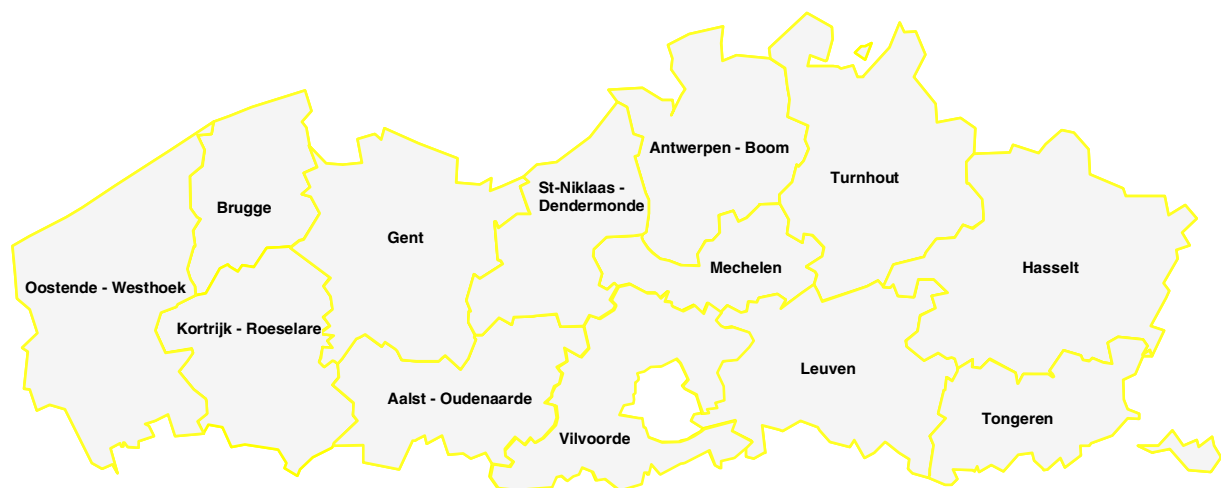 Antwerpen - Boom
Turnhout
St-Niklaas -
Dendermonde
Brugge
Gent
Mechelen
Hasselt
Oostende - Westhoek
Kortrijk - Roeselare
Leuven
Aalst - Oudenaarde
Tongeren
Vilvoorde